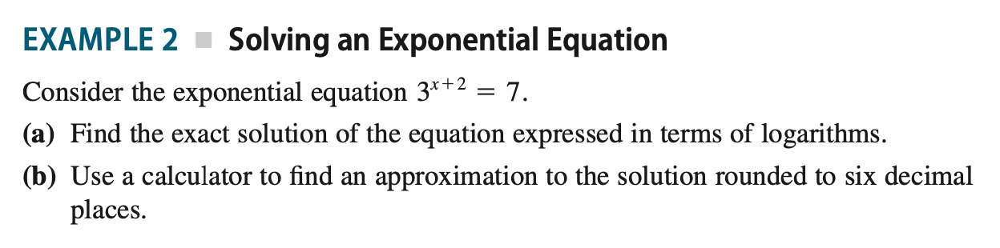 EXAMPLE 2 ■ Solving an Exponential Equation
Consider the exponential equation 3^{x+2} = 7.
(a) Find the exact solution of the equation expressed in terms of logarithms.
(b) Use a calculator to find an approximation to the solution rounded to six decimal
places.